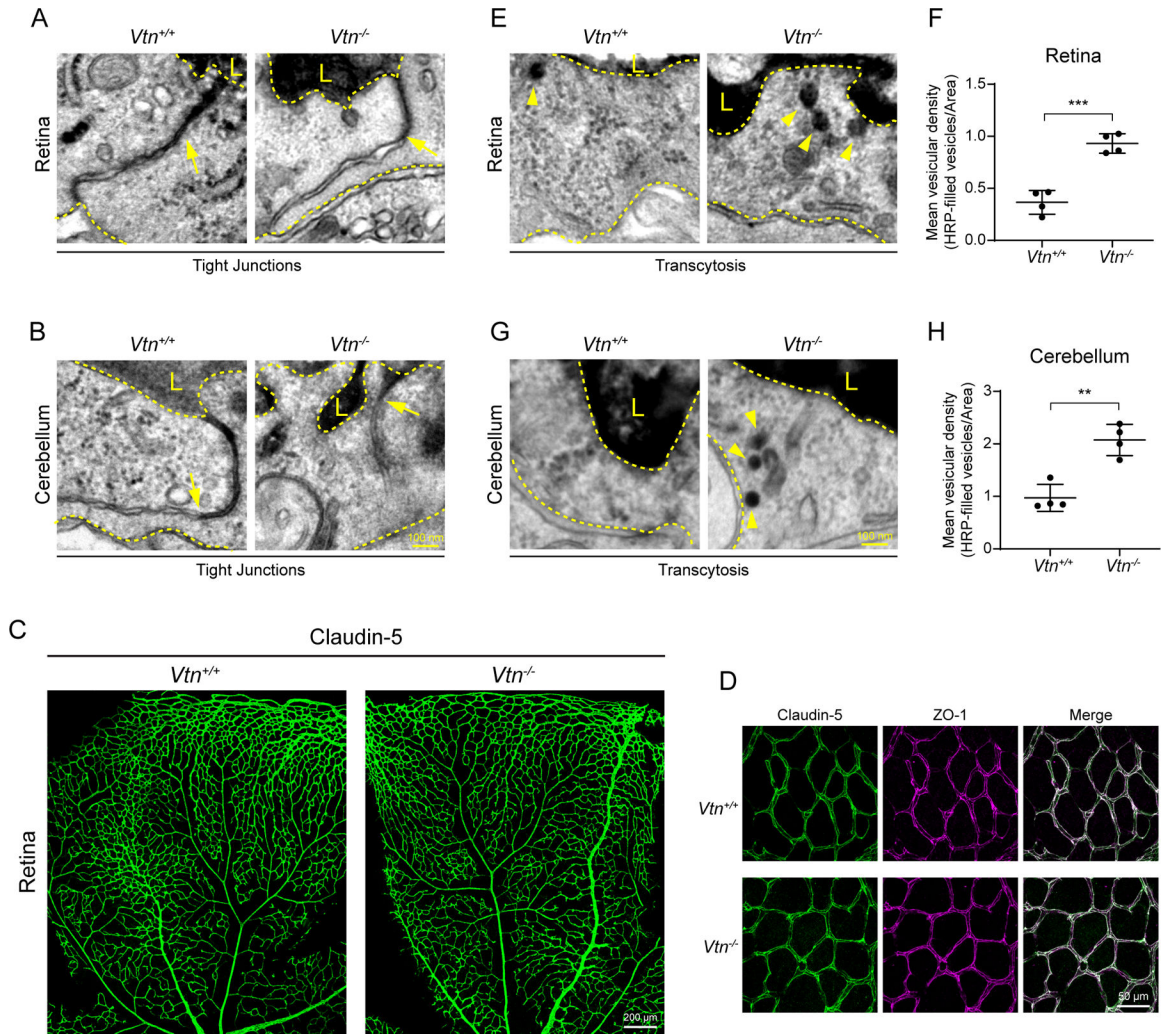 A
Vtn+/+
Vtn-/-
Retina
L
L
Tight Junctions
B
Vtn+/+
Vtn-/-
Cerebellum
L
L
100 nm
Tight Junctions
E
Vtn+/+
Vtn-/-
Retina
L
L
Transcytosis
G
Vtn+/+
Vtn-/-
Cerebellum
L
L
100 nm
Transcytosis
F
Retina
Mean vesicular density
(HRP-filled vesicles/Area)
1.5
1.0
0.5
0.0
***
Vtn+/+
Vtn-/-
H
Cerebellum
Mean vesicular density
(HRP-filled vesicles/Area)
3
2
1
0
**
Vtn+/+
Vtn-/-
C
Claudin-5
Vtn+/+
Vtn-/-
Retina
200 µm
D
Claudin-5
ZO-1
Merge
Vtn+/+
Vtn-/-
50 µm